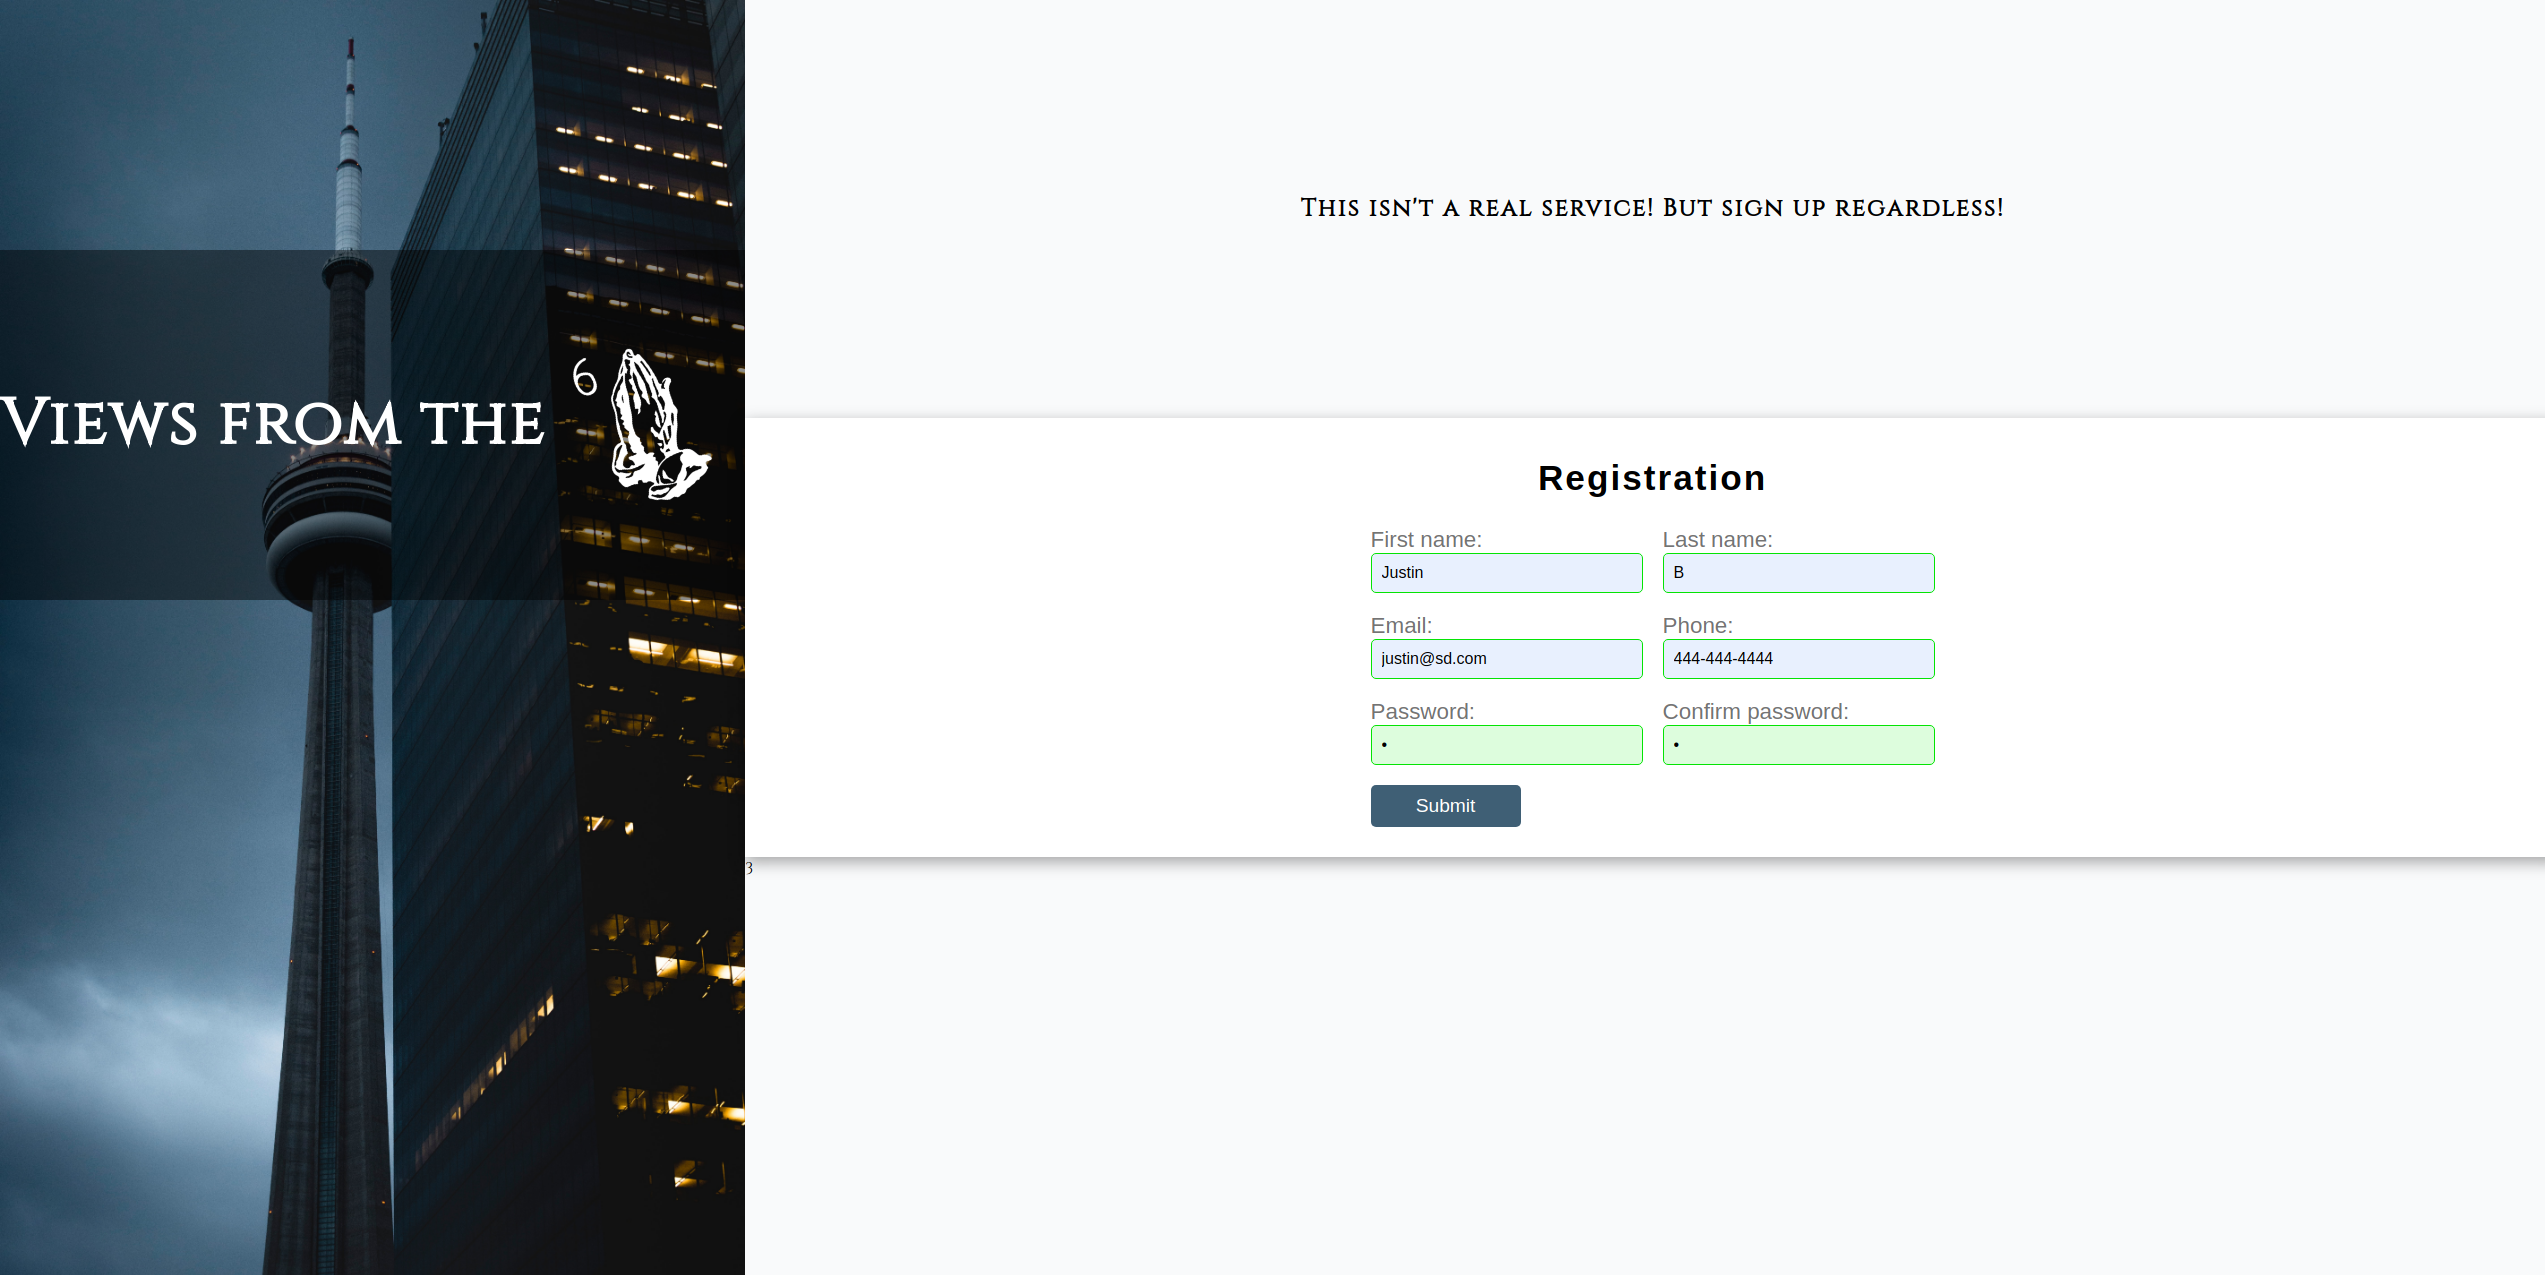 Views from the 6
This isn't a real service! But sign up regardless!
Registration
First name: Last name:
Justin B
Email: Phone:
justin@sd.com 444-444-4444
Password: Confirm password:
• •
Submit
3